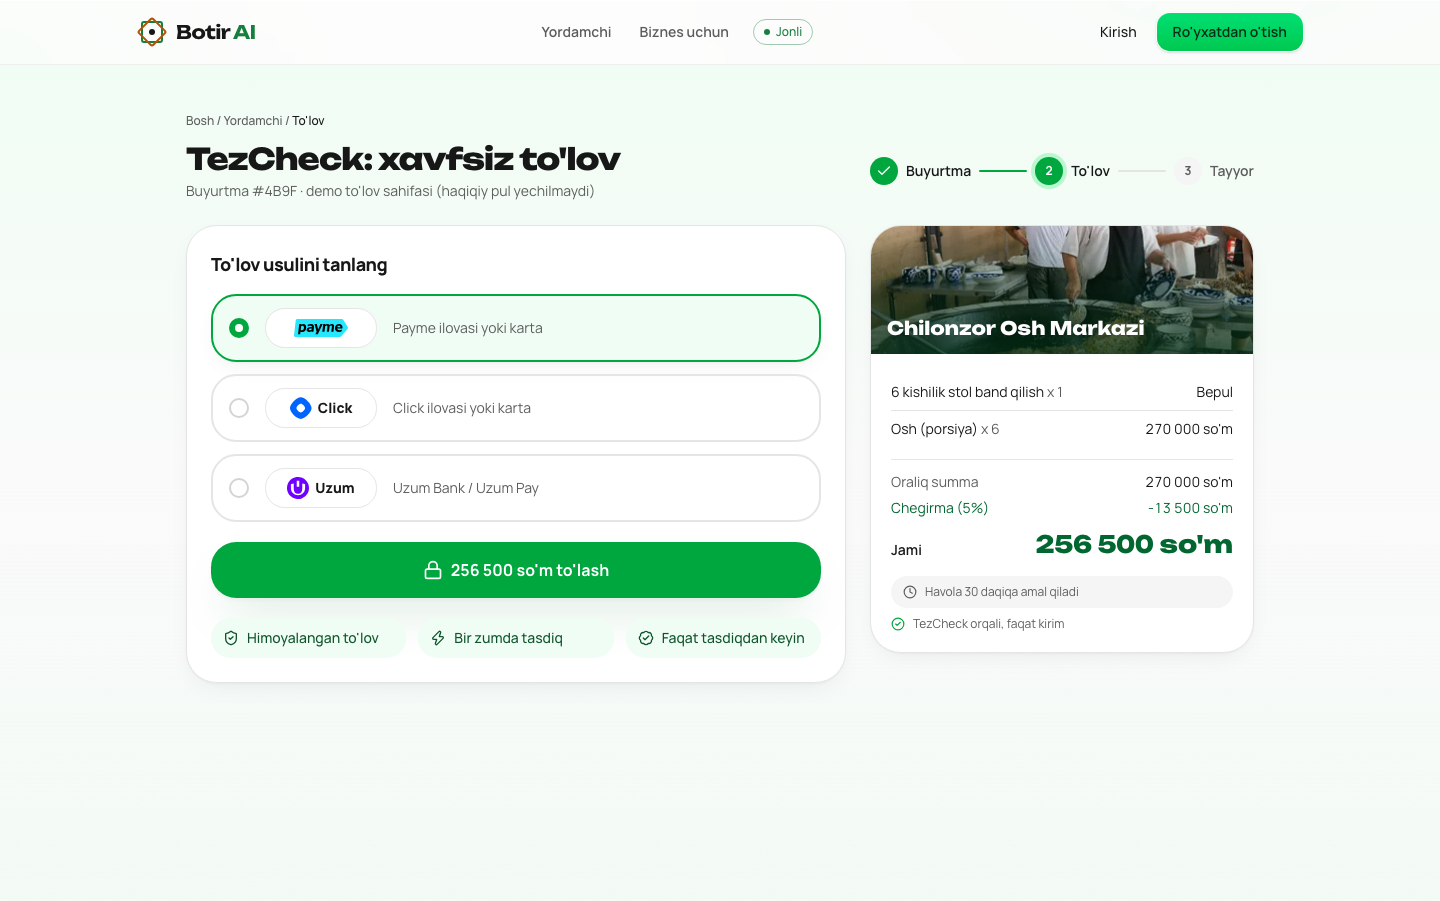 Botir AI
Yordamchi
Biznes uchun
Jonli
Kirish
Ro'yxatdan o'tish
Bosh / Yordamchi / To'lov
TezCheck: xavfsiz to'lov
Buyurtma #4B9F · demo to'lov sahifasi (haqiqiy pul yechilmaydi)
Buyurtma
2 To'lov
3 Tayyor
To'lov usulini tanlang
payme Payme ilovasi yoki karta
Click Click ilovasi yoki karta
Uzum Uzum Bank / Uzum Pay
256 500 so'm to'lash
Himoyalangan to'lov
Bir zumda tasdiq
Faqat tasdiqdan keyin
Chilonzor Osh Markazi
6 kishilik stol band qilish x 1 Bepul
Osh (porsiya) x 6 270 000 so'm
Oraliq summa 270 000 so'm
Chegirma (5%) -13 500 so'm
Jami 256 500 so'm
Havola 30 daqiqa amal qiladi
TezCheck orqali, faqat kirim